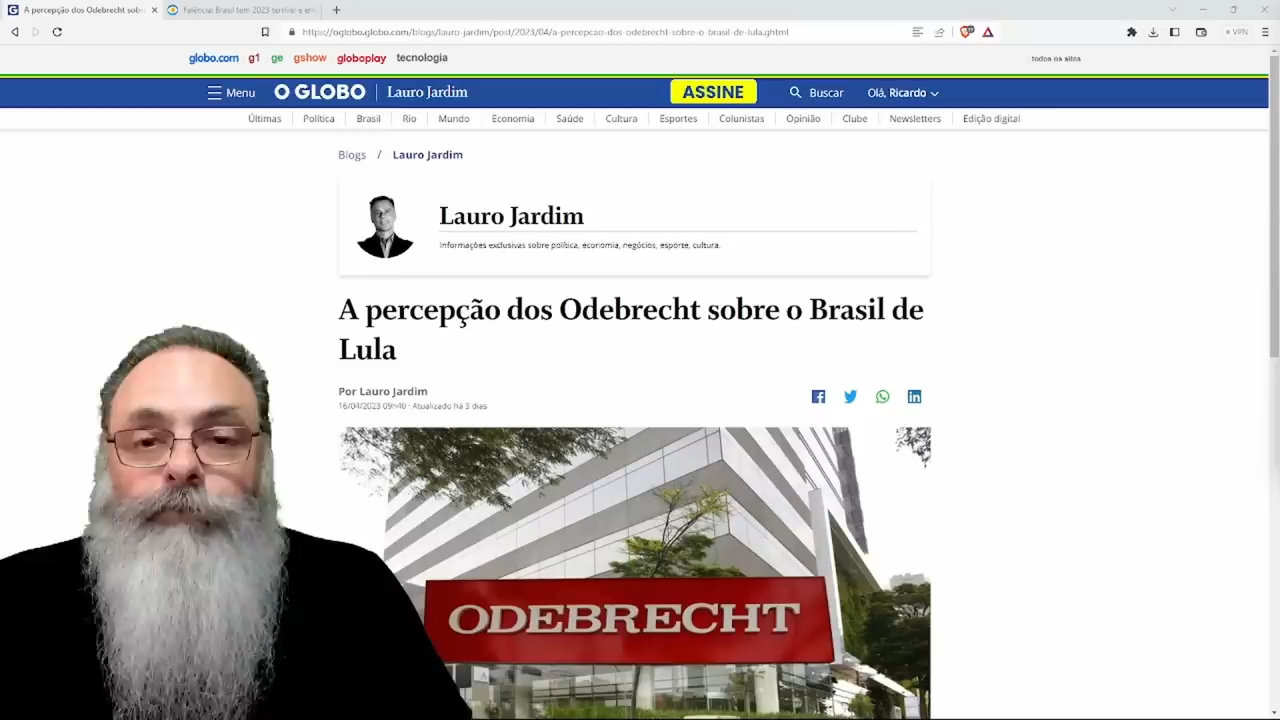 A percepção dos Odebrecht sobr
Falência: Brasil tem 2023 terrível e em
https://oglobo.globo.com/blogs/lauro-jardim/post/2023/04/a-percepcao-dos-odebrecht-sobre-o-brasil-de-lula.ghtml
VPN
globo.com g1 ge gshow globoplay tecnologia todos os sites
Menu O GLOBO Lauro Jardim ASSINE Buscar Olá, Ricardo
Últimas Política Brasil Rio Mundo Economia Saúde Cultura Esportes Colunistas Opinião Clube Newsletters Edição digital
Blogs / Lauro Jardim
Lauro Jardim
Informações exclusivas sobre política, economia, negócios, esporte, cultura.
A percepção dos Odebrecht sobre o Brasil de
Lula
Por Lauro Jardim
16/04/2023 09h40 · Atualizado há 3 dias
ODEBRECHT